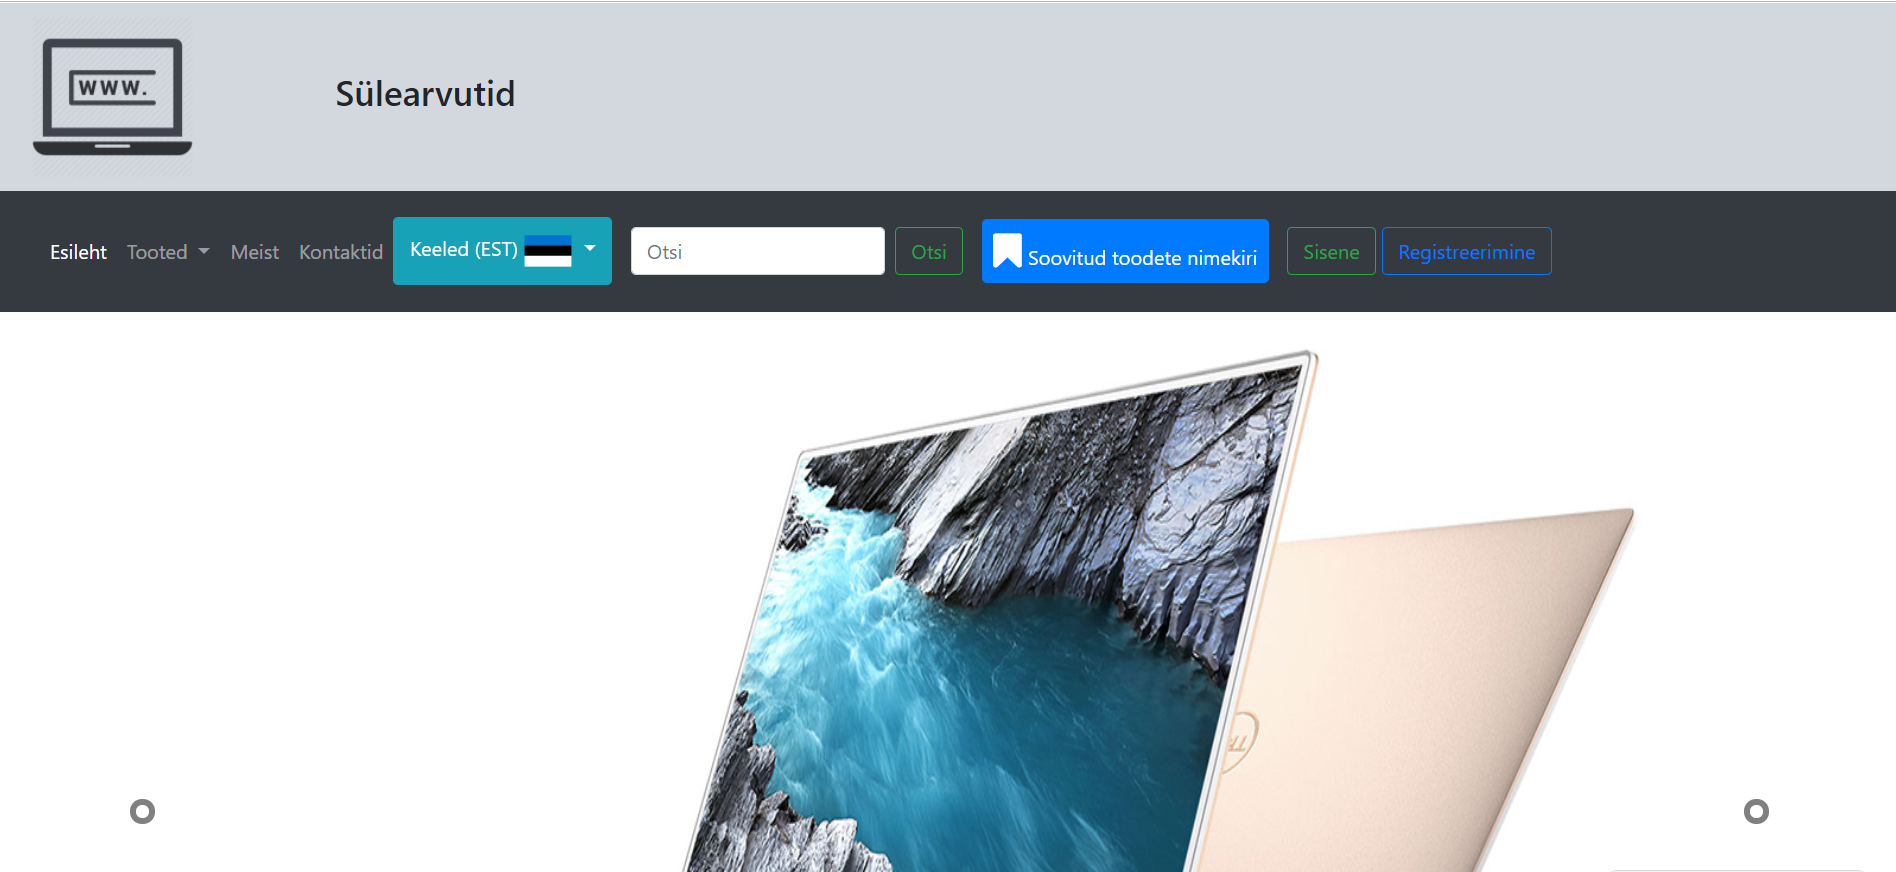 www.
Sülearvutid
Esileht Tooted Meist Kontaktid Keeled (EST) Otsi Otsi Soovitud toodete nimekiri Sisene Registreerimine